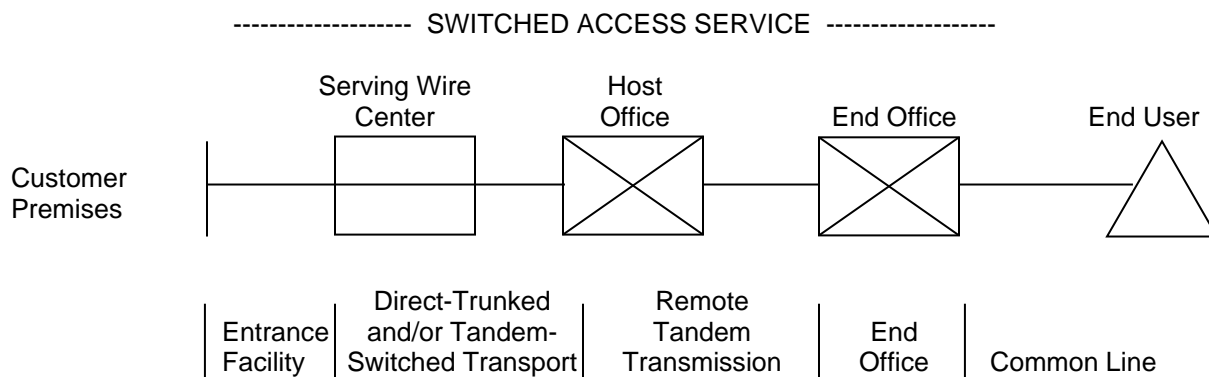 ------------------- SWITCHED ACCESS SERVICE ------------------
Serving Wire
Center
Host
Office
End Office
End User
Customer
Premises
Entrance
Facility
Direct-Trunked
and/or Tandem-
Switched Transport
Remote
Tandem
Transmission
End
Office
Common Line